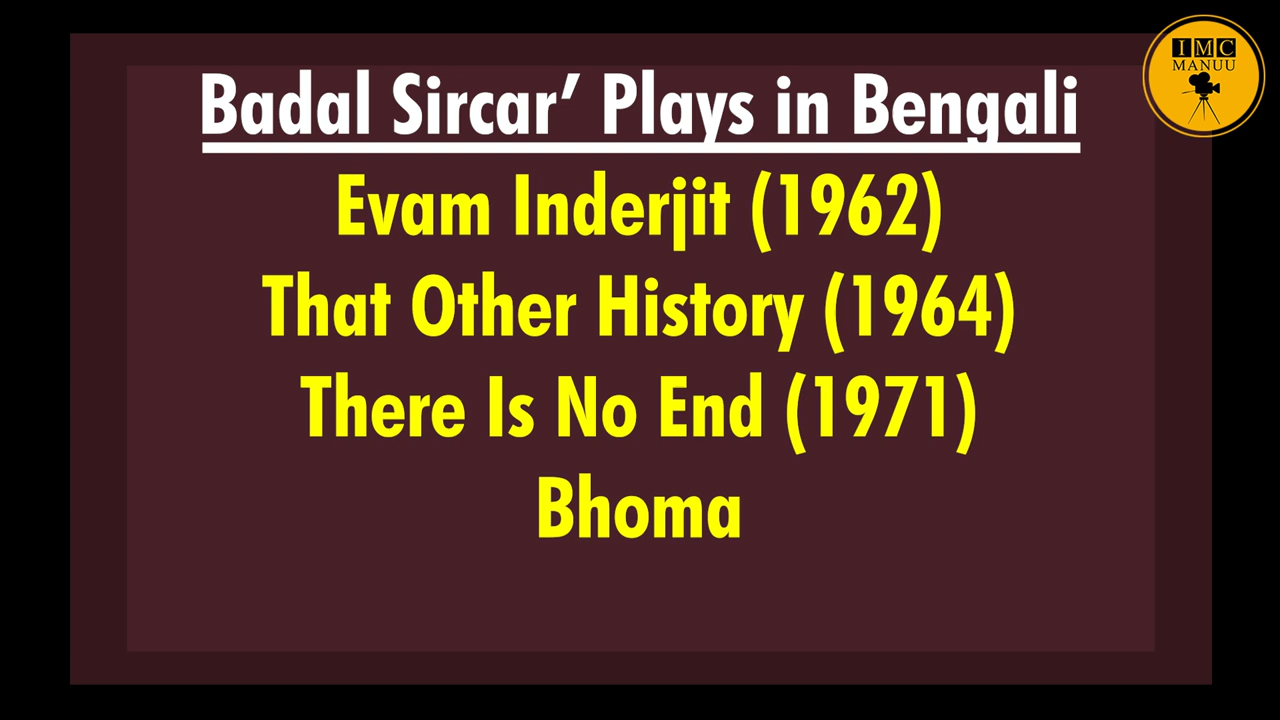 Badal Sircar’ Plays in Bengali
Evam Inderjit (1962)
That Other History (1964)
There Is No End (1971)
Bhoma
IMC
MANUU